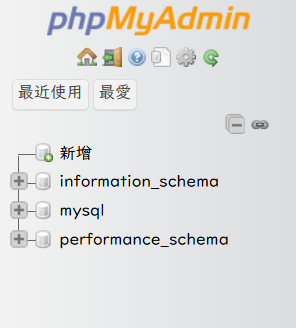 phpMyAdmin
最近使用 最愛
新增
information_schema
mysql
performance_schema